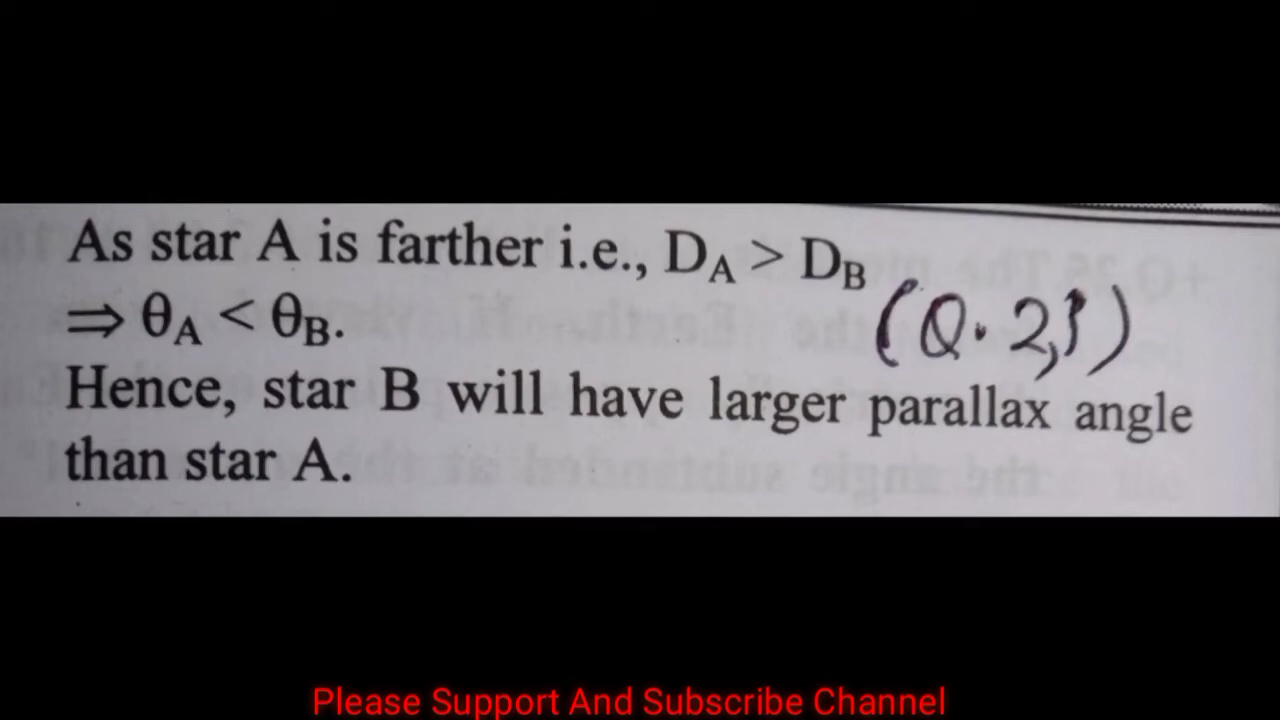 As star A is farther i.e., D_A > D_B
⇒ θ_A < θ_B.
(Q. 2,
Hence, star B will have larger parallax angle
than star A.
Please Support And Subscribe Channel